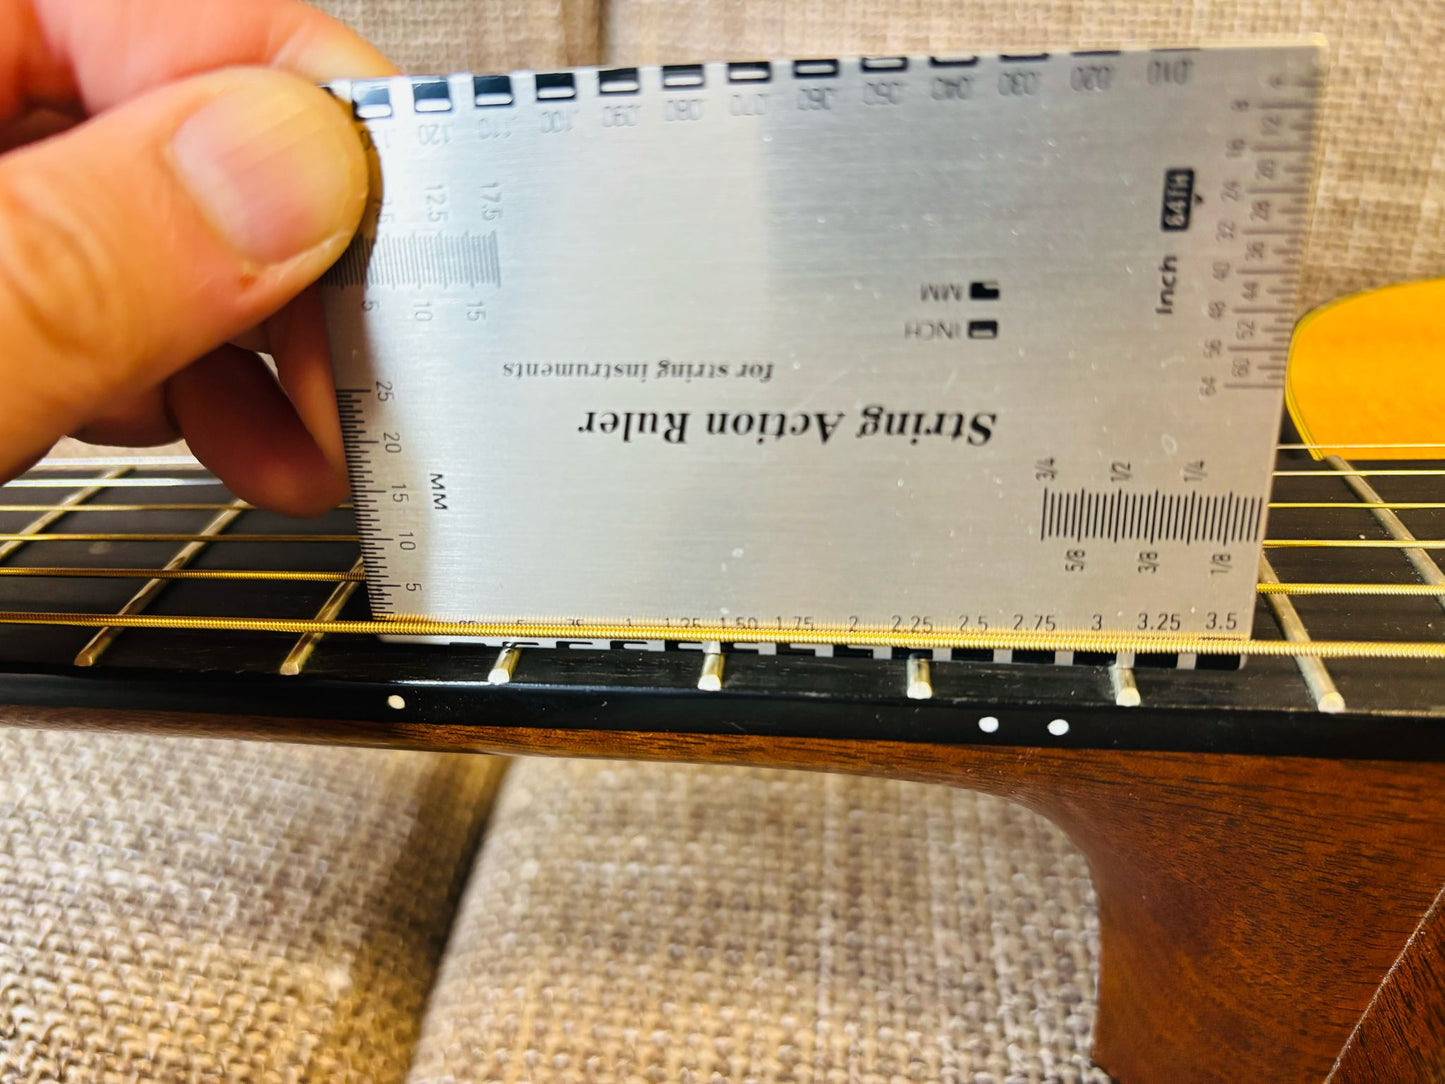 .120 .110 .100 .090 .080 .070 .060 .050 .040 .030 .020 .010
12.5 17.5
5 10 15
MM
INCH
for string instruments
String Action Ruler
Inch 64TH
8 16 24 32 40 48 56 64
4 12 20 28 36 44 52 60
25 20 15 10 5
MM
3/4 1/2 1/4
5/8 3/8 1/8
1 1.25 1.50 1.75 2 2.25 2.5 2.75 3 3.25 3.5